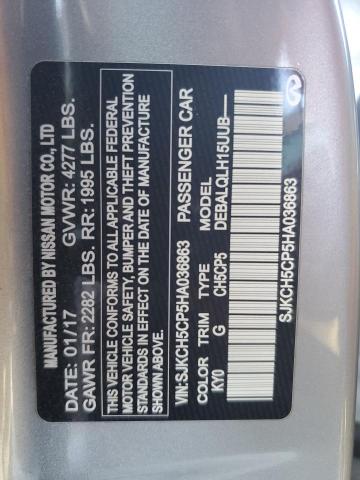 MANUFACTURED BY NISSAN MOTOR CO., LTD
DATE: 01/17 GVWR: 4277 LBS.
GAWR FR: 2282 LBS. RR: 1995 LBS.
THIS VEHICLE CONFORMS TO ALL APPLICABLE FEDERAL
MOTOR VEHICLE SAFETY, BUMPER AND THEFT PREVENTION
STANDARDS IN EFFECT ON THE DATE OF MANUFACTURE
SHOWN ABOVE.
VIN:SJKCH5CP5HA036863 PASSENGER CAR
COLOR TRIM TYPE MODEL
KY0 G CH5CP5 DEBALQLH15UUB-----
SJKCH5CP5HA036863